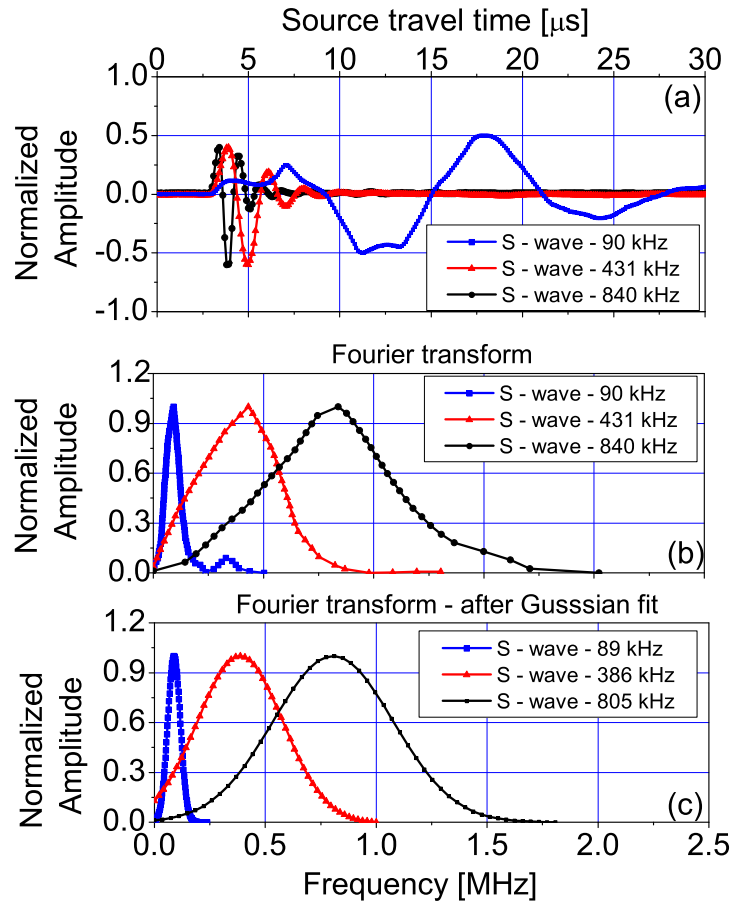 Source travel time [μs]
0 5 10 15 20 25 30
1.0
0.5
0.0
-0.5
-1.0
Normalized
Amplitude
(a)
S - wave - 90 kHz
S - wave - 431 kHz
S - wave - 840 kHz
Fourier transform
1.2
0.9
0.6
0.3
0.0
Normalized
Amplitude
S - wave - 90 kHz
S - wave - 431 kHz
S - wave - 840 kHz
(b)
Fourier transform - after Gusssian fit
1.2
0.9
0.6
0.3
0.0
Normalized
Amplitude
S - wave - 89 kHz
S - wave - 386 kHz
S - wave - 805 kHz
(c)
0.0 0.5 1.0 1.5 2.0 2.5
Frequency [MHz]